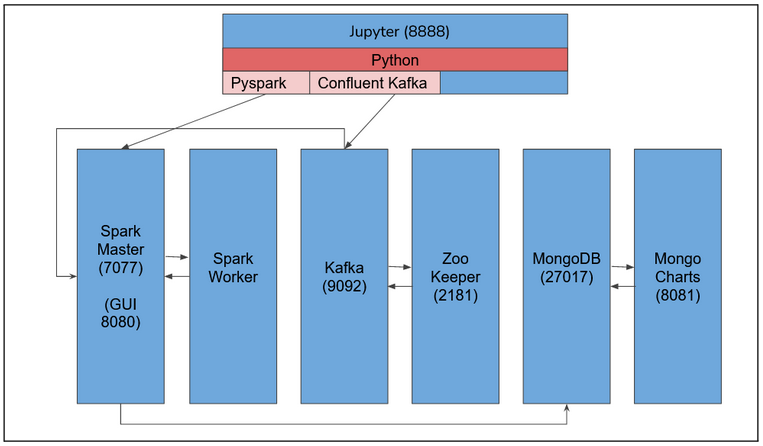 Jupyter (8888)
Python
Pyspark
Confluent Kafka
Spark
Master
(7077)
(GUI
8080)
Spark
Worker
Kafka
(9092)
Zoo
Keeper
(2181)
MongoDB
(27017)
Mongo
Charts
(8081)